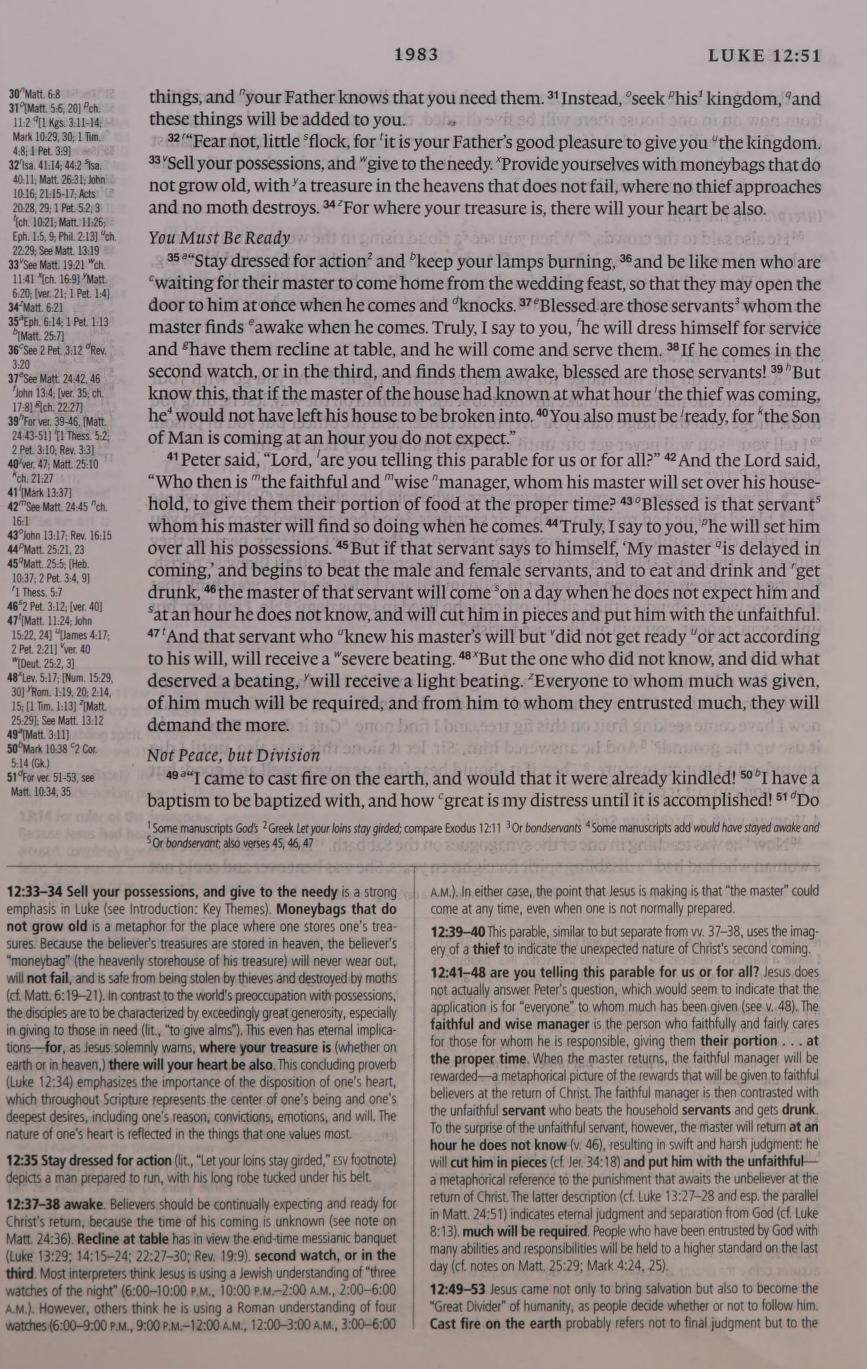 1983
LUKE 12:51
30ⁿMatt. 6:8
31ᵒ[Matt. 5:6, 20] ᵖch.
11:2 ᵠ[1 Kgs. 3:11-14;
Mark 10:29, 30; 1 Tim.
4:8; 1 Pet. 3:9]
32ʳIsa. 41:14; 44:2 ˢIsa.
40:11; Matt. 26:31; John
10:16; 21:15-17; Acts
20:28, 29; 1 Pet. 5:2, 3
ᵗ[ch. 10:21; Matt. 11:26;
Eph. 1:5, 9; Phil. 2:13] ᵘch.
22:29; See Matt. 13:19
33ᵛSee Matt. 19:21 ʷch.
11:41 ˣ[ch. 16:9] ʸMatt.
6:20; [ver. 21; 1 Pet. 1:4]
34ᶻMatt. 6:21
35ᵃEph. 6:14; 1 Pet. 1:13
ᵇ[Matt. 25:7]
36ᶜSee 2 Pet. 3:12 ᵈRev.
3:20
37ᵉSee Matt. 24:42, 46
ᶠJohn 13:4; [ver. 35; ch.
17:8] ᵍ[ch. 22:27]
39ʰFor ver. 39-46, [Matt.
24:43-51] ⁱ[1 Thess. 5:2;
2 Pet. 3:10; Rev. 3:3]
40ʲver. 47; Matt. 25:10
ᵏch. 21:27
41ˡ[Mark 13:37]
42ᵐSee Matt. 24:45 ⁿch.
16:1
43ᵒJohn 13:17; Rev. 16:15
44ᵖMatt. 25:21, 23
45ᵠMatt. 25:5; [Heb.
10:37; 2 Pet. 3:4, 9]
ʳ1 Thess. 5:7
46ˢ2 Pet. 3:12; [ver. 40]
47ᵗ[Matt. 11:24; John
15:22, 24] ᵘ[James 4:17;
2 Pet. 2:21] ᵛver. 40
ʷ[Deut. 25:2, 3]
48ˣLev. 5:17; [Num. 15:29,
30] ʸRom. 1:19, 20; 2:14,
15; [1 Tim. 1:13] ᶻ[Matt.
25:29]; See Matt. 13:12
49ᵃ[Matt. 3:11]
50ᵇMark 10:38 ᶜ2 Cor.
5:14 (Gk.)
51ᵈFor ver. 51-53, see
Matt. 10:34, 35
things, and ⁿyour Father knows that you need them. ³¹Instead, ᵒseek ᵖhis¹ kingdom, ᵠand
these things will be added to you.
³²ʳ“Fear not, little ˢflock, for ᵗit is your Father’s good pleasure to give you ᵘthe kingdom.
³³ᵛSell your possessions, and ʷgive to the needy. ˣProvide yourselves with moneybags that do
not grow old, with ʸa treasure in the heavens that does not fail, where no thief approaches
and no moth destroys. ³⁴ᶻFor where your treasure is, there will your heart be also.
You Must Be Ready
³⁵ᵃ“Stay dressed for action² and ᵇkeep your lamps burning, ³⁶and be like men who are
ᶜwaiting for their master to come home from the wedding feast, so that they may open the
door to him at once when he comes and ᵈknocks. ³⁷ᵉBlessed are those servants³ whom the
master finds ᵉawake when he comes. Truly, I say to you, ᶠhe will dress himself for service
and ᵍhave them recline at table, and he will come and serve them. ³⁸If he comes in the
second watch, or in the third, and finds them awake, blessed are those servants! ³⁹ʰBut
know this, that if the master of the house had known at what hour ⁱthe thief was coming,
he⁴ would not have left his house to be broken into. ⁴⁰You also must be ʲready, for ᵏthe Son
of Man is coming at an hour you do not expect.”
⁴¹Peter said, “Lord, ˡare you telling this parable for us or for all?” ⁴²And the Lord said,
“Who then is ᵐthe faithful and ᵐwise ⁿmanager, whom his master will set over his house-
hold, to give them their portion of food at the proper time? ⁴³ᵒBlessed is that servant⁵
whom his master will find so doing when he comes. ⁴⁴Truly, I say to you, ᵖhe will set him
over all his possessions. ⁴⁵But if that servant says to himself, ‘My master ᵠis delayed in
coming,’ and begins to beat the male and female servants, and to eat and drink and ʳget
drunk, ⁴⁶the master of that servant will come ˢon a day when he does not expect him and
ˢat an hour he does not know, and will cut him in pieces and put him with the unfaithful.
⁴⁷ᵗAnd that servant who ᵘknew his master’s will but ᵛdid not get ready ᵘor act according
to his will, will receive a ʷsevere beating. ⁴⁸ˣBut the one who did not know, and did what
deserved a beating, ʸwill receive a light beating. ᶻEveryone to whom much was given,
of him much will be required, and from him to whom they entrusted much, they will
demand the more.
Not Peace, but Division
⁴⁹ᵃ“I came to cast fire on the earth, and would that it were already kindled! ⁵⁰ᵇI have a
baptism to be baptized with, and how ᶜgreat is my distress until it is accomplished! ⁵¹ᵈDo
¹Some manuscripts God’s ²Greek Let your loins stay girded; compare Exodus 12:11 ³Or bondservants ⁴Some manuscripts add would have stayed awake and
⁵Or bondservant; also verses 45, 46, 47
12:33–34 Sell your possessions, and give to the needy is a strong
emphasis in Luke (see Introduction: Key Themes). Moneybags that do
not grow old is a metaphor for the place where one stores one’s trea-
sures. Because the believer’s treasures are stored in heaven, the believer’s
“moneybag” (the heavenly storehouse of his treasure) will never wear out,
will not fail, and is safe from being stolen by thieves and destroyed by moths
(cf. Matt. 6:19–21). In contrast to the world’s preoccupation with possessions,
the disciples are to be characterized by exceedingly great generosity, especially
in giving to those in need (lit., “to give alms”). This even has eternal implica-
tions—for, as Jesus solemnly warns, where your treasure is (whether on
earth or in heaven,) there will your heart be also. This concluding proverb
(Luke 12:34) emphasizes the importance of the disposition of one’s heart,
which throughout Scripture represents the center of one’s being and one’s
deepest desires, including one’s reason, convictions, emotions, and will. The
nature of one’s heart is reflected in the things that one values most.
12:35 Stay dressed for action (lit., “Let your loins stay girded,” ESV footnote)
depicts a man prepared to run, with his long robe tucked under his belt.
12:37–38 awake. Believers should be continually expecting and ready for
Christ’s return, because the time of his coming is unknown (see note on
Matt. 24:36). Recline at table has in view the end-time messianic banquet
(Luke 13:29; 14:15–24; 22:27–30; Rev. 19:9). second watch, or in the
third. Most interpreters think Jesus is using a Jewish understanding of “three
watches of the night” (6:00–10:00 P.M., 10:00 P.M.–2:00 A.M., 2:00–6:00
A.M.). However, others think he is using a Roman understanding of four
watches (6:00–9:00 P.M., 9:00 P.M.–12:00 A.M., 12:00–3:00 A.M., 3:00–6:00
A.M.). In either case, the point that Jesus is making is that “the master” could
come at any time, even when one is not normally prepared.
12:39–40 This parable, similar to but separate from vv. 37–38, uses the imag-
ery of a thief to indicate the unexpected nature of Christ’s second coming.
12:41–48 are you telling this parable for us or for all? Jesus does
not actually answer Peter’s question, which would seem to indicate that the
application is for “everyone” to whom much has been given (see v. 48). The
faithful and wise manager is the person who faithfully and fairly cares
for those for whom he is responsible, giving them their portion . . . at
the proper time. When the master returns, the faithful manager will be
rewarded—a metaphorical picture of the rewards that will be given to faithful
believers at the return of Christ. The faithful manager is then contrasted with
the unfaithful servant who beats the household servants and gets drunk.
To the surprise of the unfaithful servant, however, the master will return at an
hour he does not know (v. 46), resulting in swift and harsh judgment: he
will cut him in pieces (cf. Jer. 34:18) and put him with the unfaithful—
a metaphorical reference to the punishment that awaits the unbeliever at the
return of Christ. The latter description (cf. Luke 13:27–28 and esp. the parallel
in Matt. 24:51) indicates eternal judgment and separation from God (cf. Luke
8:13). much will be required. People who have been entrusted by God with
many abilities and responsibilities will be held to a higher standard on the last
day (cf. notes on Matt. 25:29; Mark 4:24, 25).
12:49–53 Jesus came not only to bring salvation but also to become the
“Great Divider” of humanity, as people decide whether or not to follow him.
Cast fire on the earth probably refers not to final judgment but to the